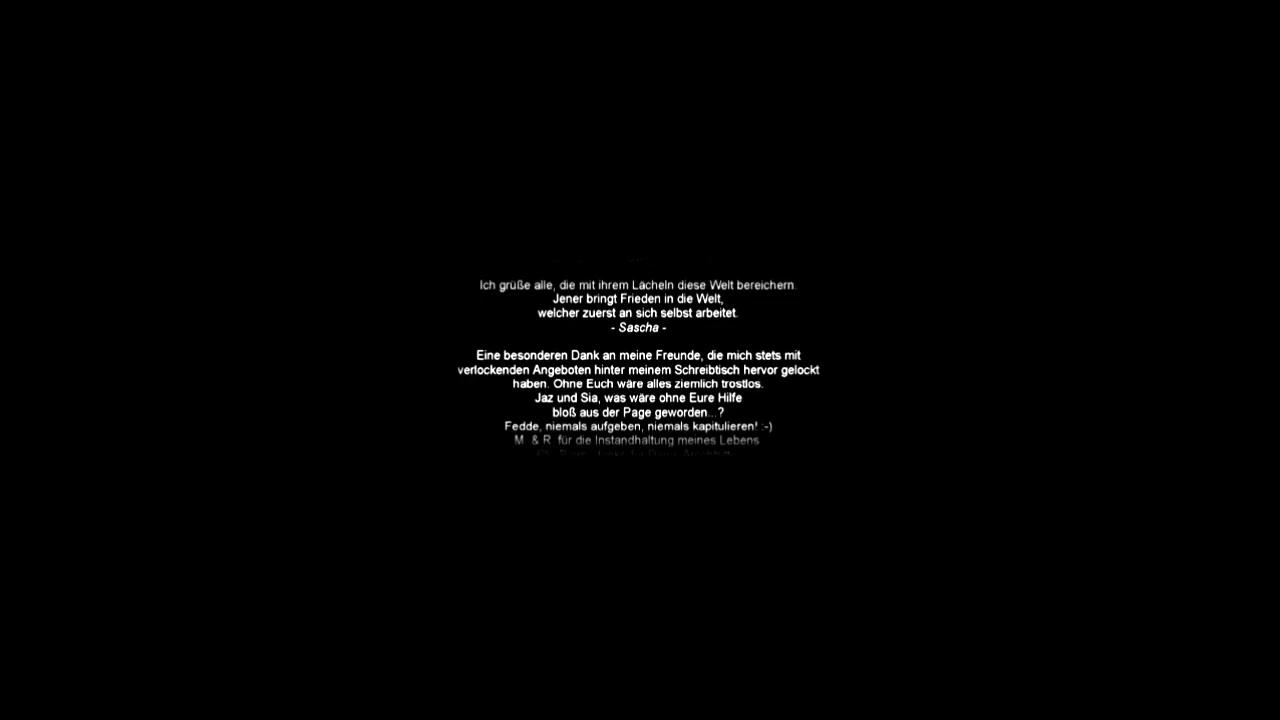 Ich grüße alle, die mit ihrem Lächeln diese Welt bereichern.
Jener bringt Frieden in die Welt,
welcher zuerst an sich selbst arbeitet.
- Sascha -
Eine besonderen Dank an meine Freunde, die mich stets mit
verlockenden Angeboten hinter meinem Schreibtisch hervor gelockt
haben. Ohne Euch wäre alles ziemlich trostlos.
Jaz und Sia, was wäre ohne Eure Hilfe
bloß aus der Page geworden...?
Fedde, niemals aufgeben, niemals kapitulieren! :-)
M & R für die Instandhaltung meines Lebens